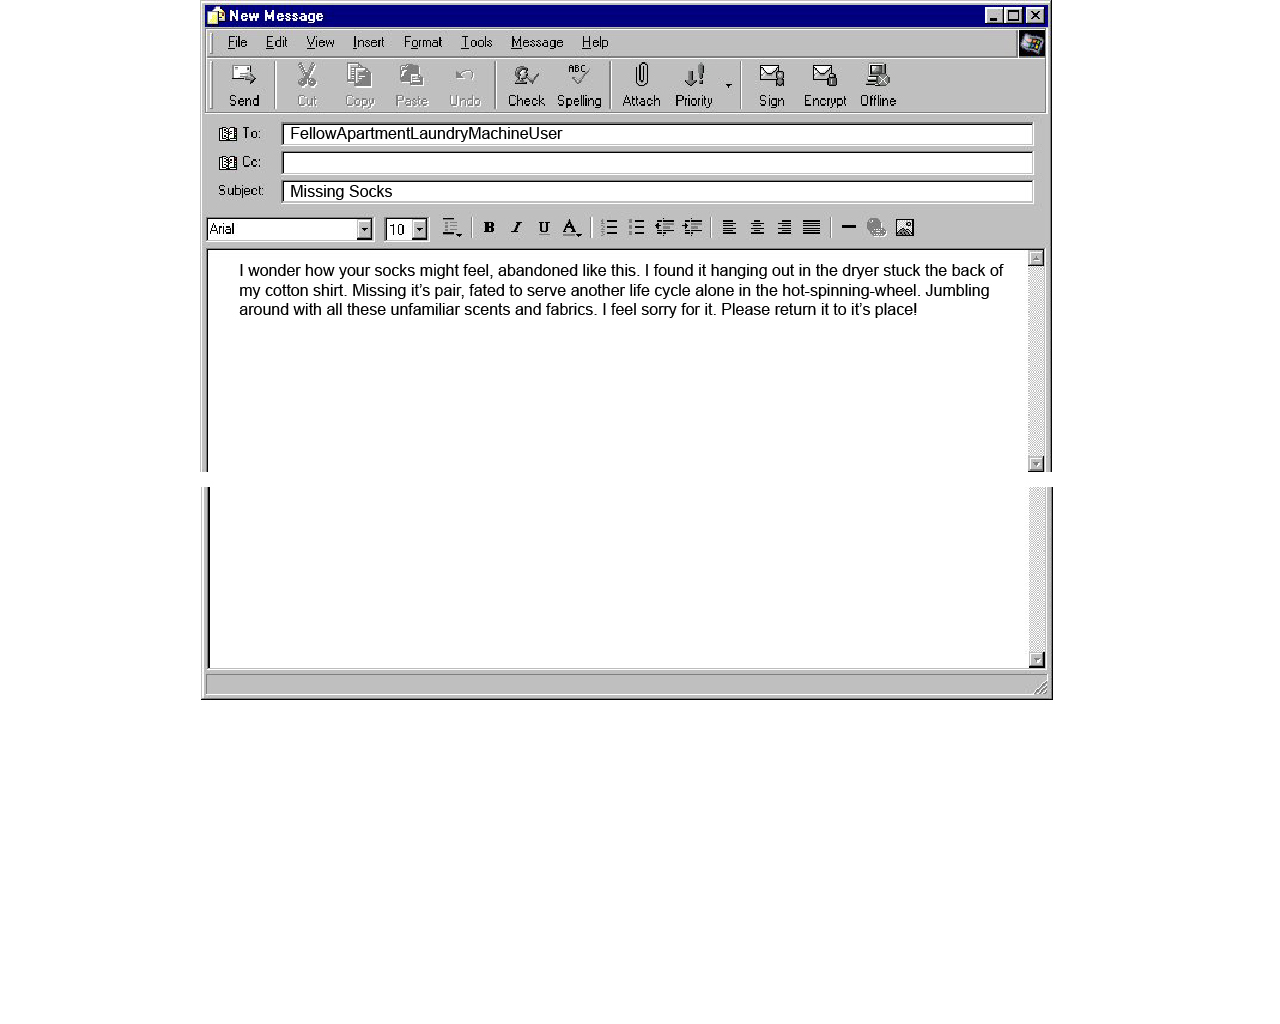 New Message
File Edit View Insert Format Tools Message Help
ABC
Send Cut Copy Paste Undo Check Spelling Attach Priority Sign Encrypt Offline
To: FellowApartmentLaundryMachineUser
Cc:
Subject: Missing Socks
Arial 10 B I U A
I wonder how your socks might feel, abandoned like this. I found it hanging out in the dryer stuck the back of
my cotton shirt. Missing it’s pair, fated to serve another life cycle alone in the hot-spinning-wheel. Jumbling
around with all these unfamiliar scents and fabrics. I feel sorry for it. Please return it to it’s place!